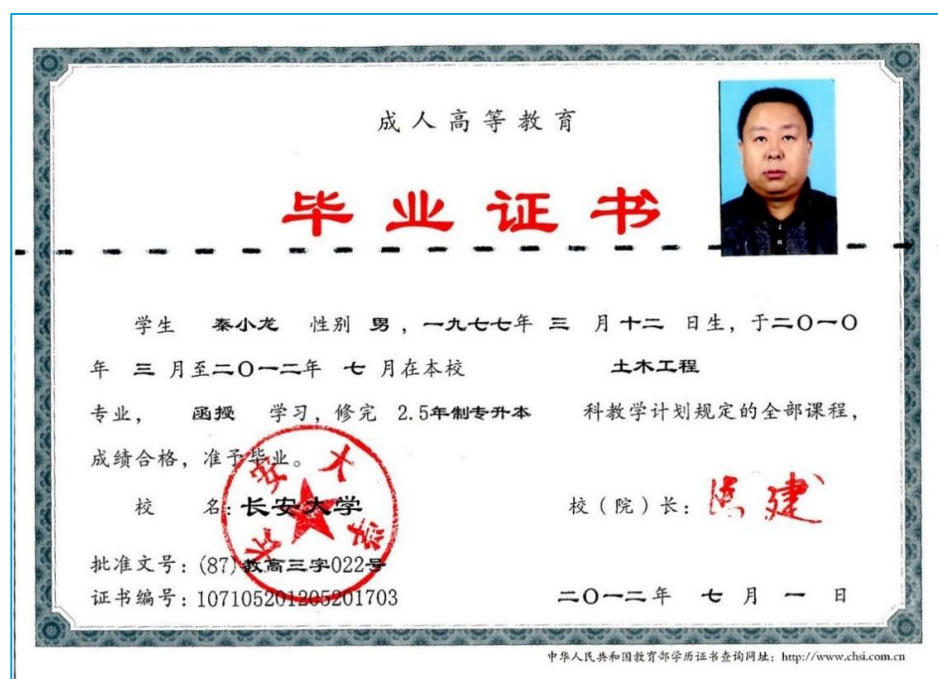 成人高等教育
毕业证书
学生 秦小龙 性别 男，一九七七年 三 月 十二 日生，于二〇一〇
年 三 月至二〇一二年 七 月在本校 土木工程
专业， 函授 学习，修完 2.5年制专升本 科教学计划规定的全部课程，
成绩合格，准予毕业。
校 名：长安大学
校（院）长：
批准文号：(87)教高三字022号
证书编号：107105201205201703
二〇一二年 七 月 一 日
中华人民共和国教育部学历证书查询网址：http://www.chsi.com.cn